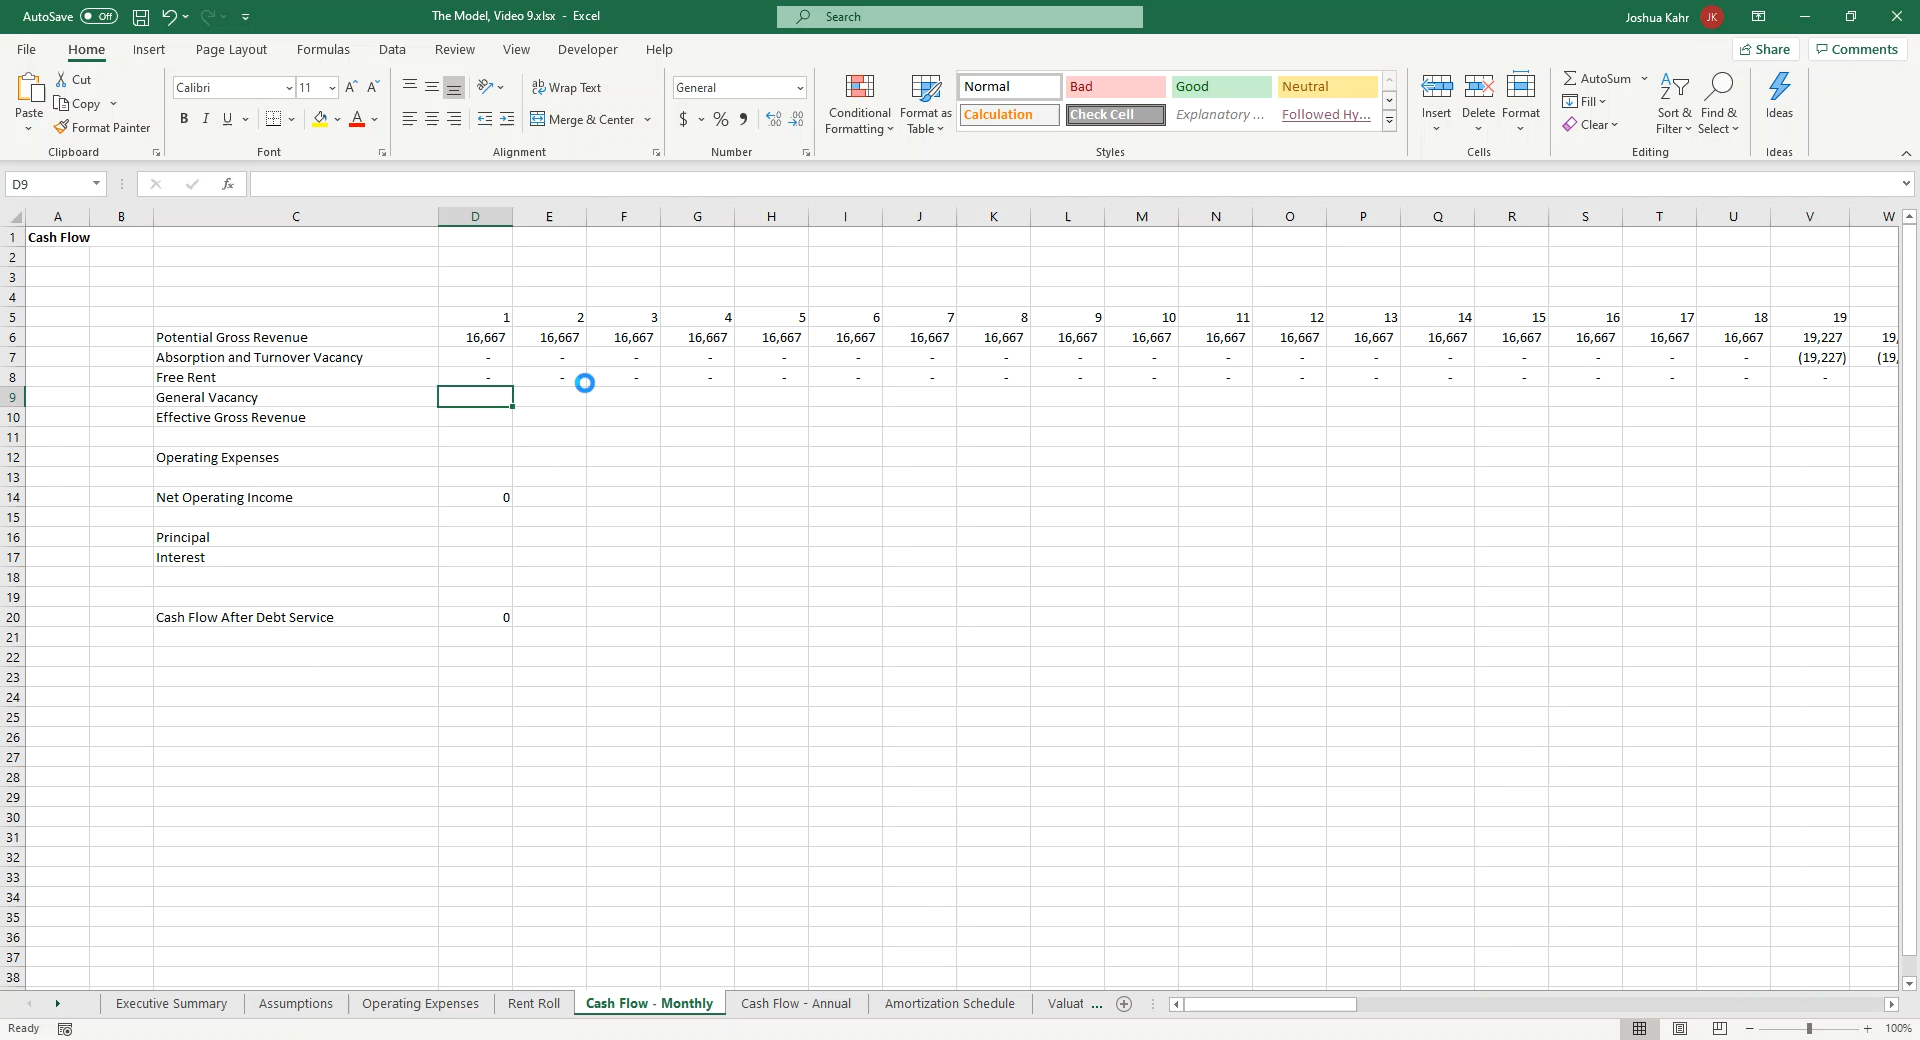 AutoSave Off The Model, Video 9.xlsx - Excel Search Joshua Kahr JK
File Home Insert Page Layout Formulas Data Review View Developer Help Share Comments
Paste Cut Copy Format Painter
Clipboard
Calibri 11 A A
B I U A
Font
Wrap Text
Merge & Center
Alignment
General
$ % 9 .00 .00
Number
Conditional Formatting Format as Table
Normal Bad Good Neutral
Calculation Check Cell Explanatory ... Followed Hy...
Styles
Insert Delete Format
Cells
AutoSum Fill Clear
Sort & Filter Find & Select
Editing
Ideas
Ideas
D9 fx
A B C D E F G H I J K L M N O P Q R S T U V W
1 Cash Flow
2
3
4
5 1 2 3 4 5 6 7 8 9 10 11 12 13 14 15 16 17 18 19
6 Potential Gross Revenue 16,667 16,667 16,667 16,667 16,667 16,667 16,667 16,667 16,667 16,667 16,667 16,667 16,667 16,667 16,667 16,667 16,667 16,667 19,227 19,
7 Absorption and Turnover Vacancy - - - - - - - - - - - - - - - - - - (19,227) (19,
8 Free Rent - - - - - - - - - - - - - - - - - - -
9 General Vacancy
10 Effective Gross Revenue
11
12 Operating Expenses
13
14 Net Operating Income 0
15
16 Principal
17 Interest
18
19
20 Cash Flow After Debt Service 0
21
22
23
24
25
26
27
28
29
30
31
32
33
34
35
36
37
38
Executive Summary Assumptions Operating Expenses Rent Roll Cash Flow - Monthly Cash Flow - Annual Amortization Schedule Valuat ...
Ready 100%